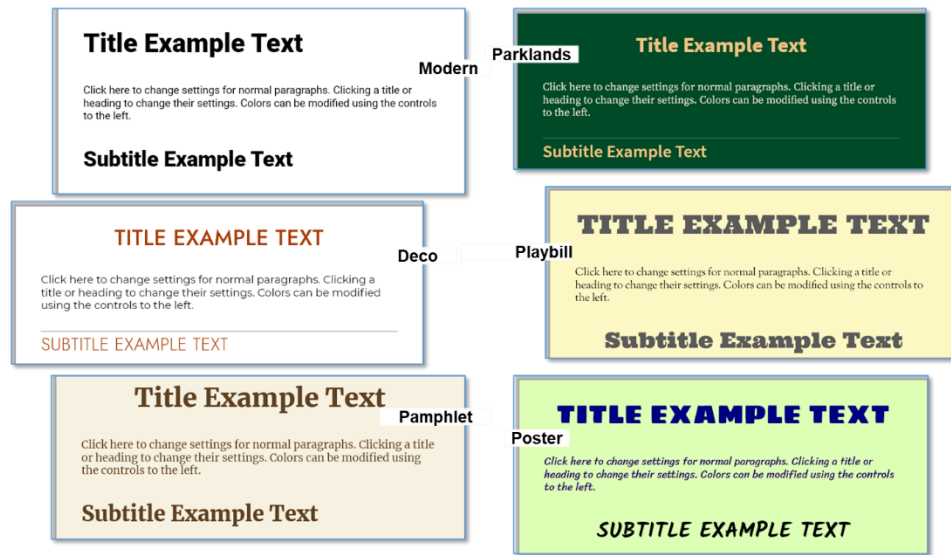 Title Example Text
Click here to change settings for normal paragraphs. Clicking a title or
heading to change their settings. Colors can be modified using the controls
to the left.
Subtitle Example Text
Modern
Parklands
Title Example Text
Click here to change settings for normal paragraphs. Clicking a title or
heading to change their settings. Colors can be modified using the controls
to the left.
Subtitle Example Text
TITLE EXAMPLE TEXT
Click here to change settings for normal paragraphs. Clicking a
title or heading to change their settings. Colors can be modified
using the controls to the left.
SUBTITLE EXAMPLE TEXT
Deco
Playbill
TITLE EXAMPLE TEXT
Click here to change settings for normal paragraphs. Clicking a title or
heading to change their settings. Colors can be modified using the controls to
the left.
Subtitle Example Text
Title Example Text
Click here to change settings for normal paragraphs. Clicking a title
or heading to change their settings. Colors can be modified using
the controls to the left.
Subtitle Example Text
Pamphlet
Poster
TITLE EXAMPLE TEXT
Click here to change settings for normal paragraphs. Clicking a title or
heading to change their settings. Colors can be modified using the controls
to the left.
SUBTITLE EXAMPLE TEXT